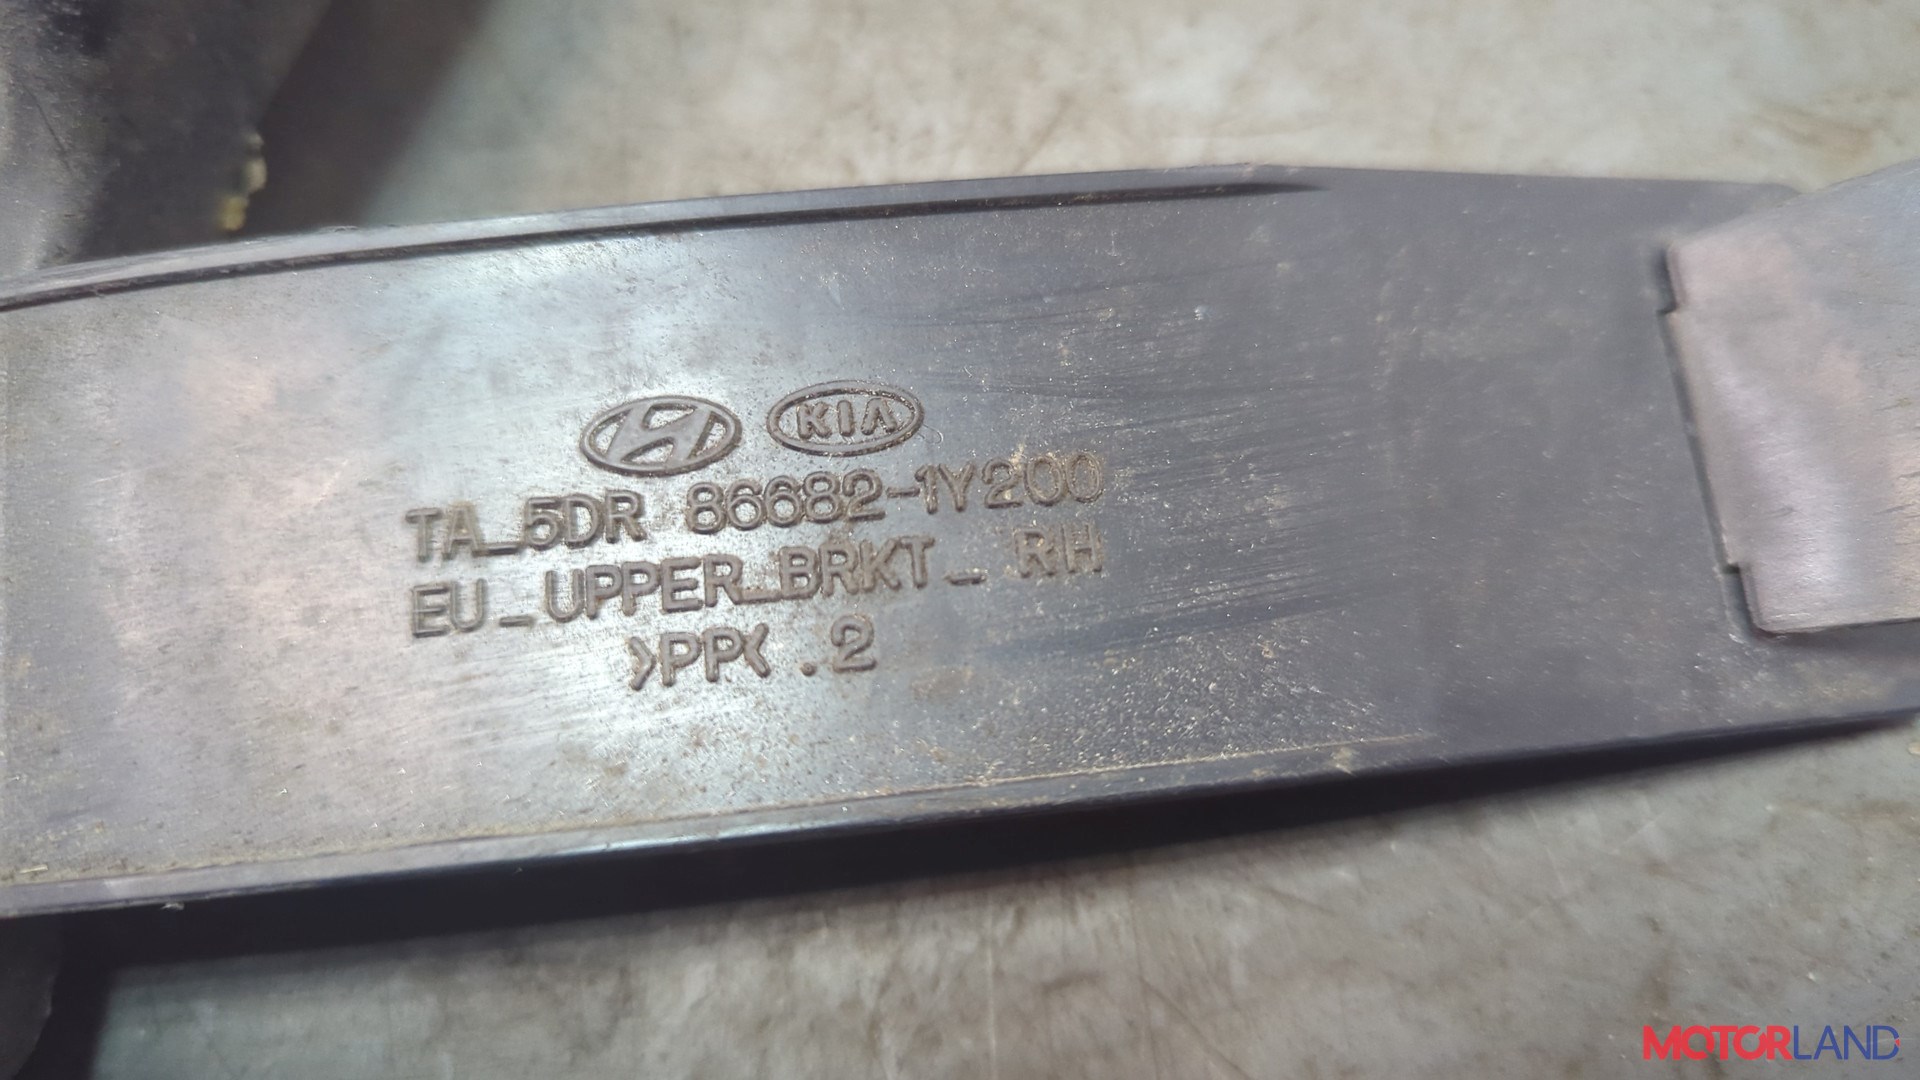 KIA
TA_5DR 86682-1Y200
EU_UPPER_BRKT_ RH
>PP< .2
MOTORLAND